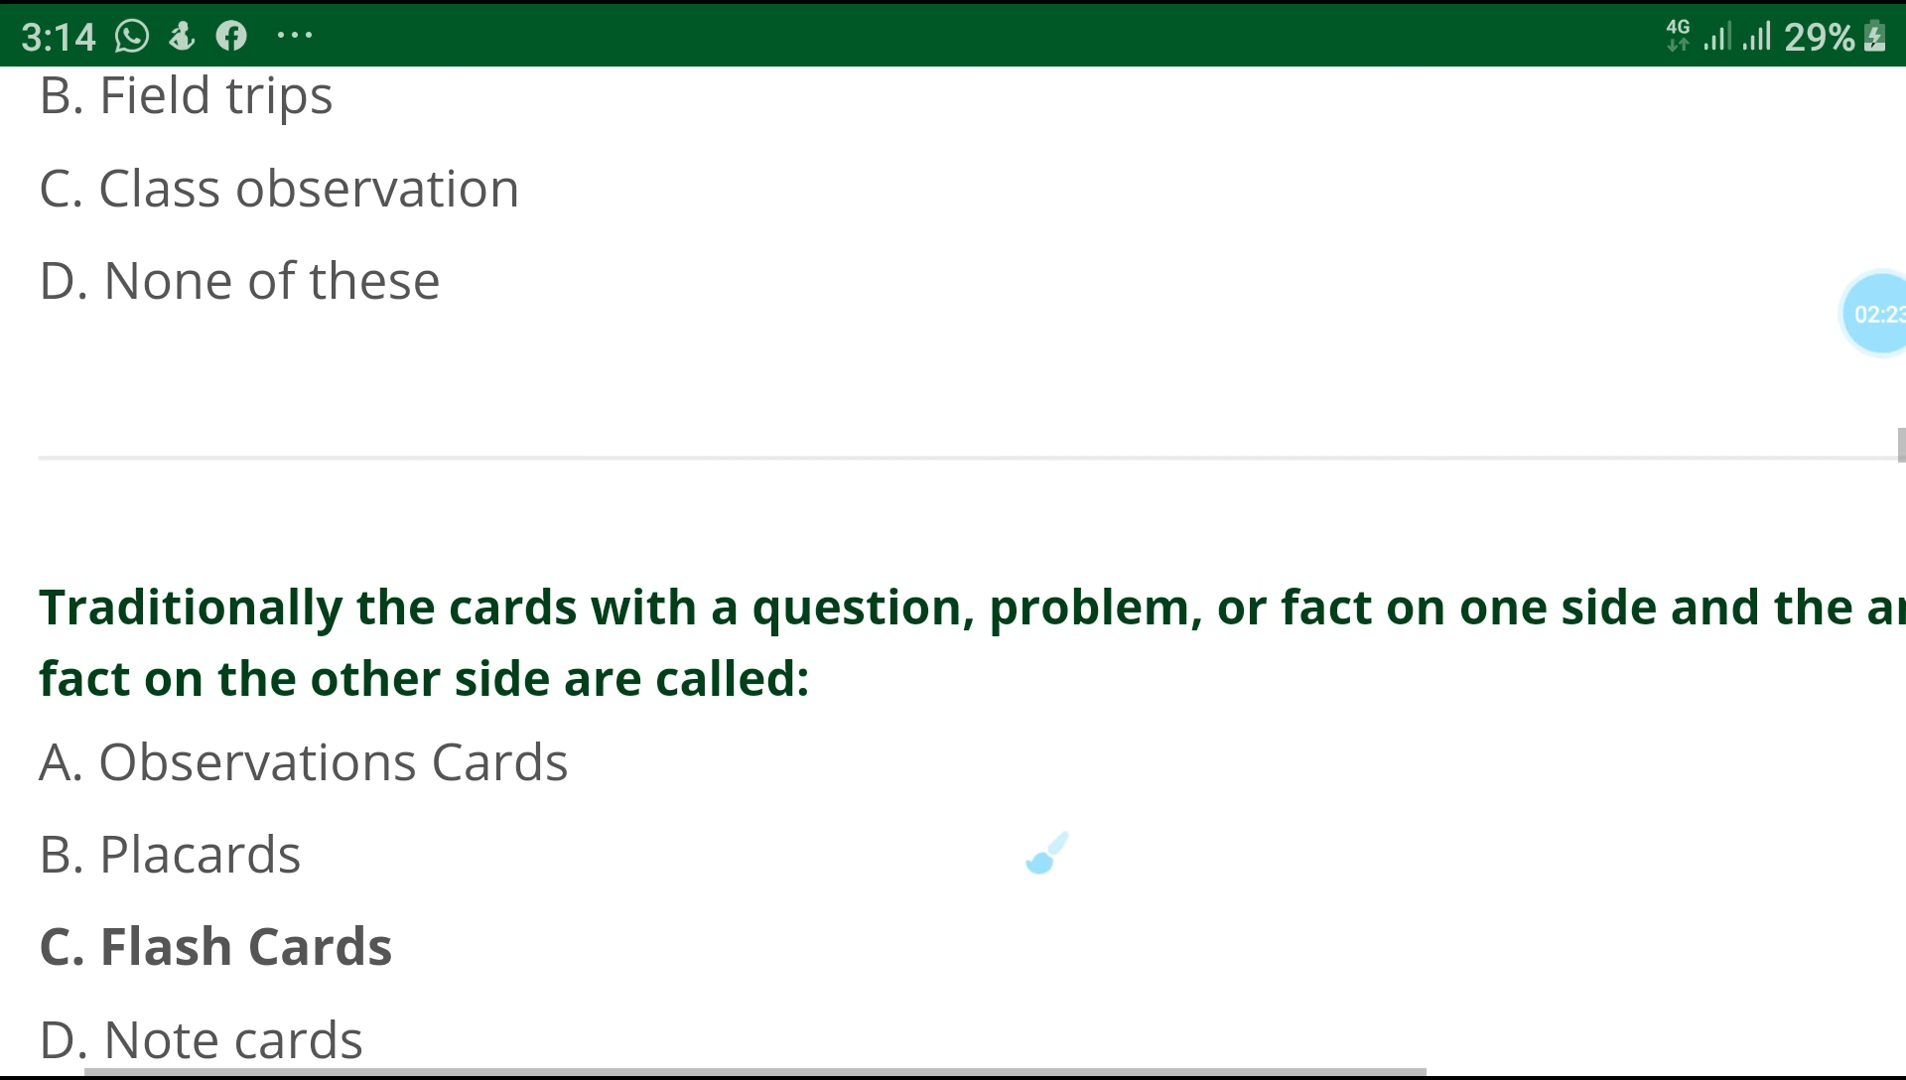 3:14
4G 29%
B. Field trips
C. Class observation
D. None of these
02:23
Traditionally the cards with a question, problem, or fact on one side and the
fact on the other side are called:
A. Observations Cards
B. Placards
C. Flash Cards
D. Note cards